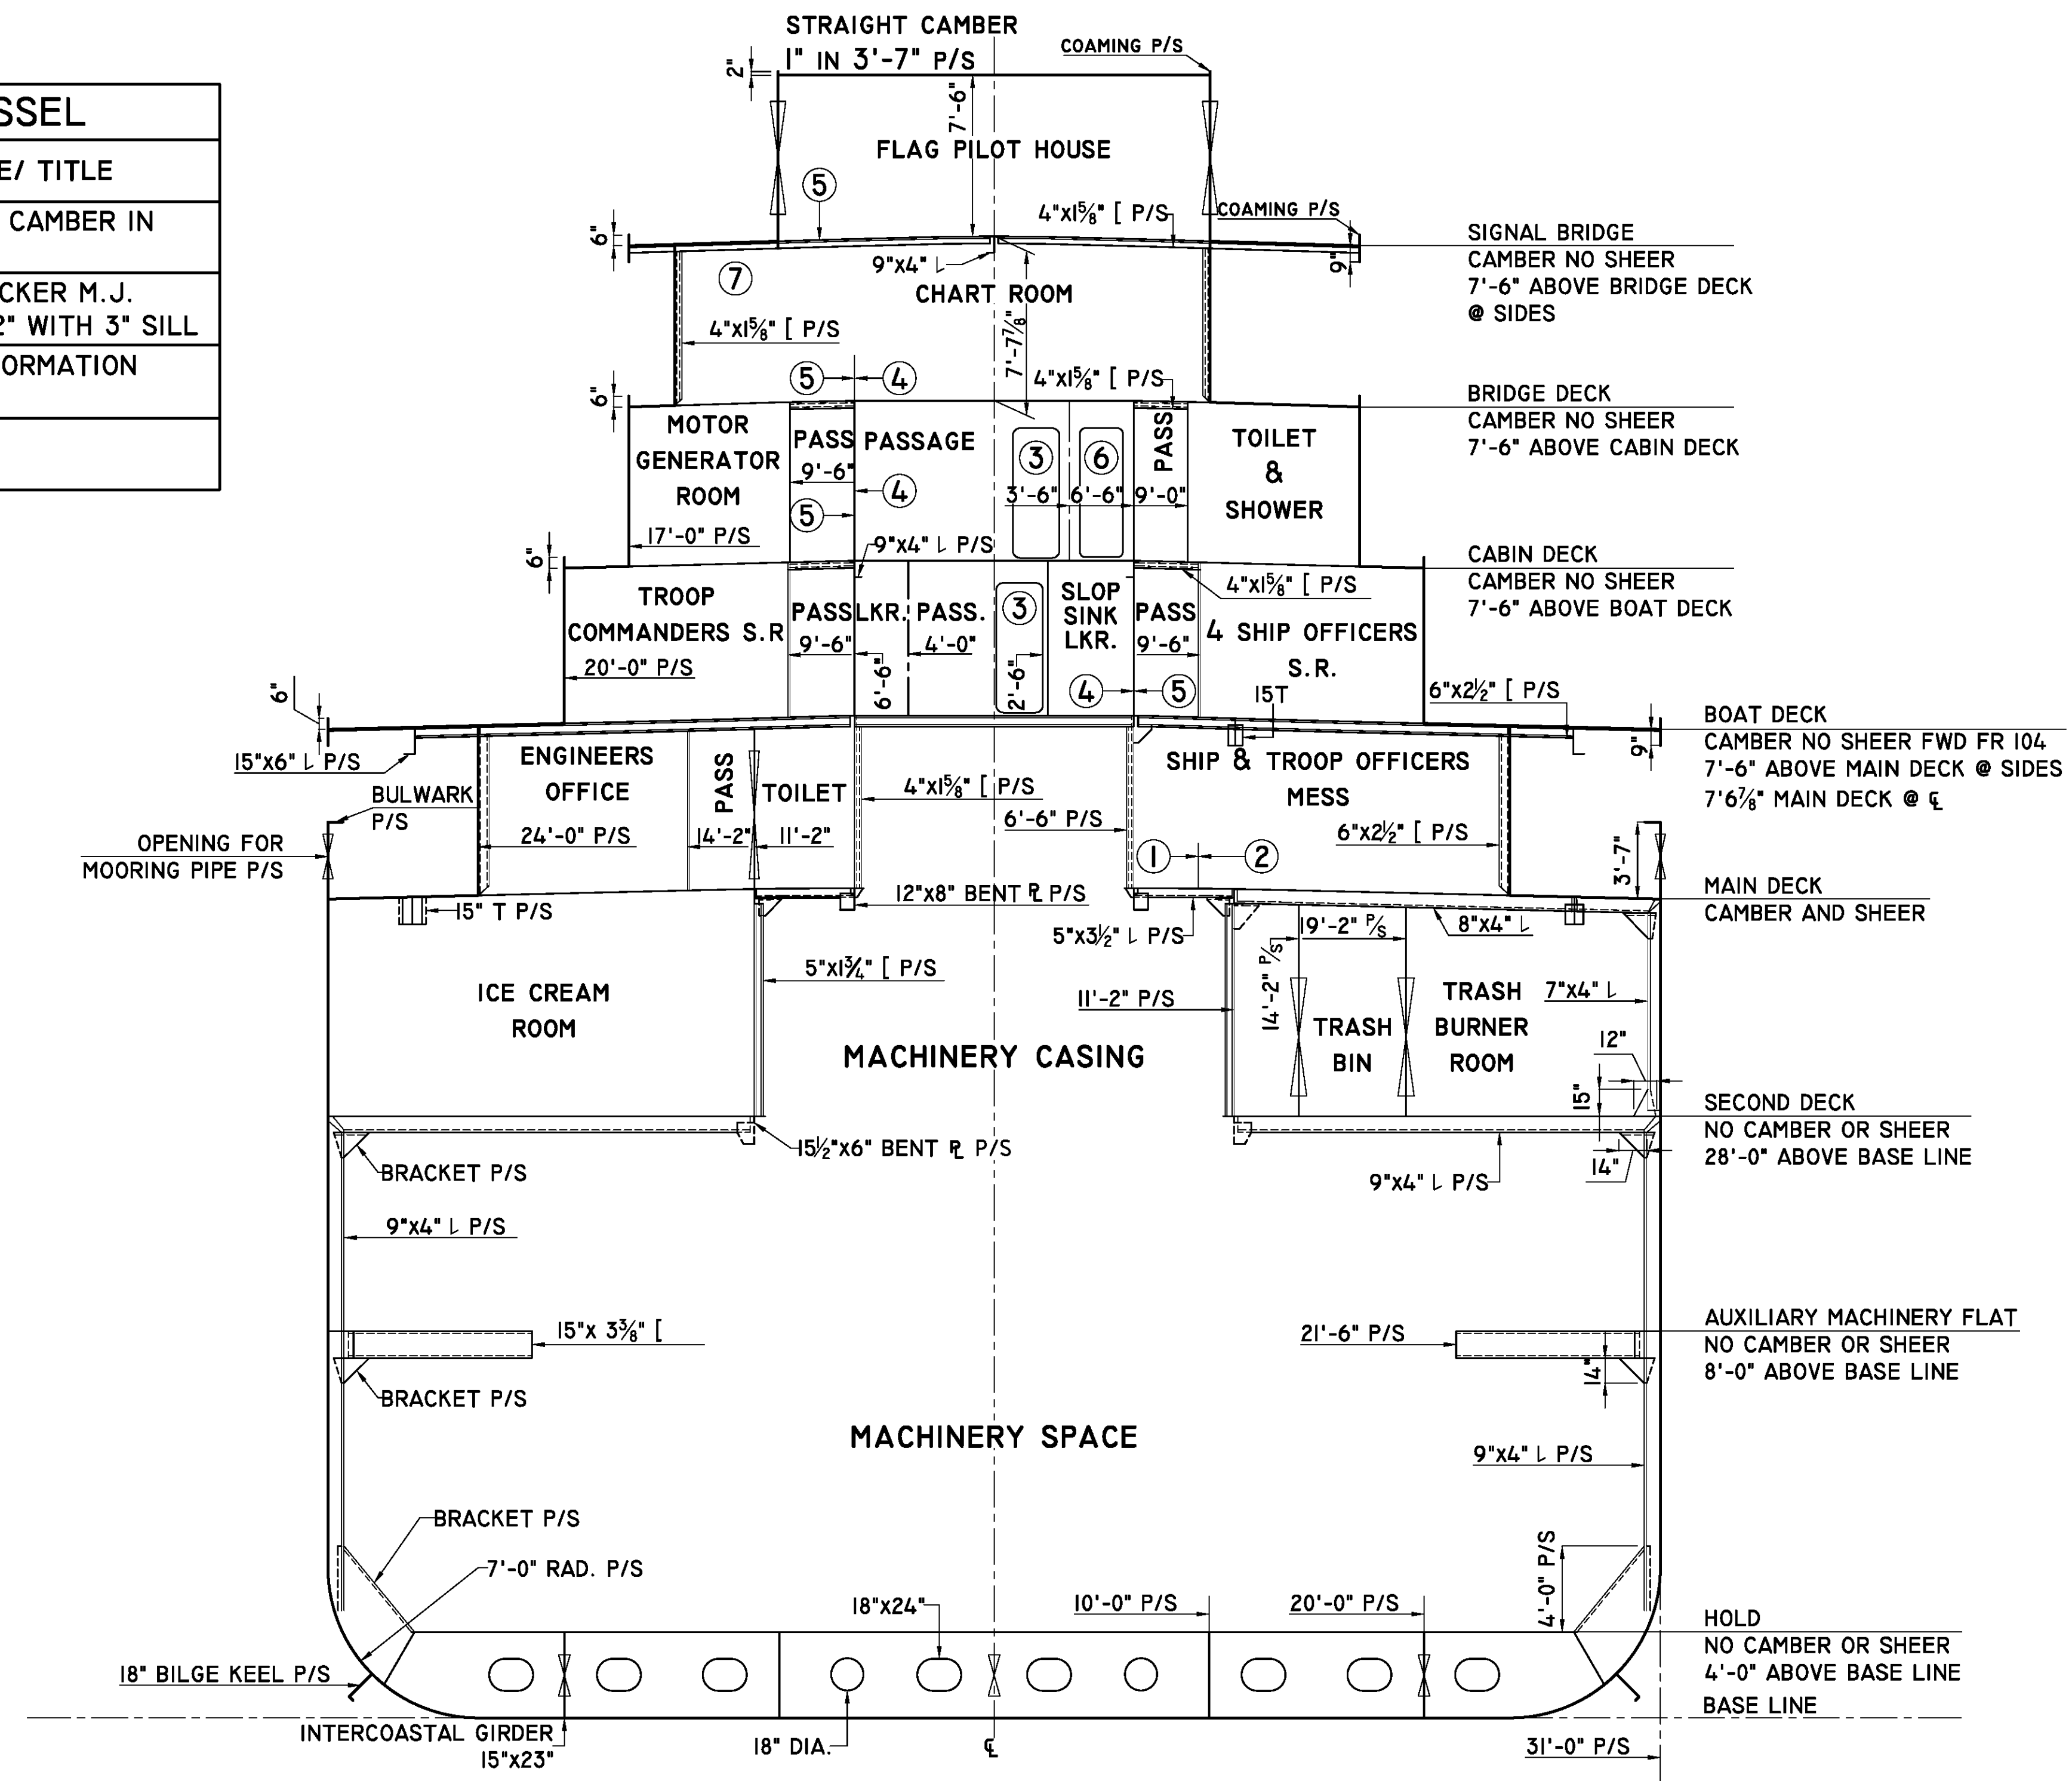 SSEL
E/ TITLE
CAMBER IN
CKER M.J.
2" WITH 3" SILL
ORMATION
STRAIGHT CAMBER
1" IN 3'-7" P/S
COAMING P/S
2"
7'-6"
FLAG PILOT HOUSE
5
4"X1⅝" [ P/S
COAMING P/S
6"
9"X4" L
9"
SIGNAL BRIDGE
CAMBER NO SHEER
7'-6" ABOVE BRIDGE DECK
@ SIDES
7
CHART ROOM
4"X1⅝" [ P/S
7'-7⅞"
5
4
4"X1⅝" [ P/S
6"
BRIDGE DECK
CAMBER NO SHEER
7'-6" ABOVE CABIN DECK
MOTOR
GENERATOR
ROOM
17'-0" P/S
PASS
9'-6"
5
PASSAGE
4
3
3'-6"
6
6'-6"
PASS
9'-0"
TOILET
&
SHOWER
9"X4" L P/S
6"
CABIN DECK
CAMBER NO SHEER
7'-6" ABOVE BOAT DECK
4"X1⅝" [ P/S
TROOP
COMMANDERS S.R
20'-0" P/S
PASS
9'-6"
LKR.
6'-6"
PASS.
4'-0"
3
2'-6"
SLOP
SINK
LKR.
4
5
PASS
9'-6"
4 SHIP OFFICERS
S.R.
15T
6"X2½" [ P/S
6"
15"X6" L P/S
9"
BOAT DECK
CAMBER NO SHEER FWD FR 104
7'-6" ABOVE MAIN DECK @ SIDES
7'6⅞" MAIN DECK @ ℄
ENGINEERS
OFFICE
24'-0" P/S
PASS
14'-2"
TOILET
11'-2"
4"X1⅝" [ P/S
6'-6" P/S
SHIP & TROOP OFFICERS
MESS
6"X2½" [ P/S
1
2
BULWARK
P/S
OPENING FOR
MOORING PIPE P/S
3'-7"
MAIN DECK
CAMBER AND SHEER
15" T P/S
12"X8" BENT ⅊ P/S
5"X3½" L P/S
14'-2" P/S
19'-2" P/S
8"X4" L
ICE CREAM
ROOM
5"X1¾" [ P/S
11'-2" P/S
MACHINERY CASING
TRASH
BIN
TRASH
BURNER
ROOM
7"X4" L
12"
15"
SECOND DECK
NO CAMBER OR SHEER
28'-0" ABOVE BASE LINE
15½"X6" BENT ⅊ P/S
BRACKET P/S
9"X4" L P/S
14"
9"X4" L P/S
15"X 3⅜" [
21'-6" P/S
14"
AUXILIARY MACHINERY FLAT
NO CAMBER OR SHEER
8'-0" ABOVE BASE LINE
BRACKET P/S
MACHINERY SPACE
9"X4" L P/S
BRACKET P/S
7'-0" RAD. P/S
18"X24"
10'-0" P/S
20'-0" P/S
4'-0" P/S
HOLD
NO CAMBER OR SHEER
4'-0" ABOVE BASE LINE
BASE LINE
18" BILGE KEEL P/S
INTERCOASTAL GIRDER
15"X23"
18" DIA.
℄
31'-0" P/S